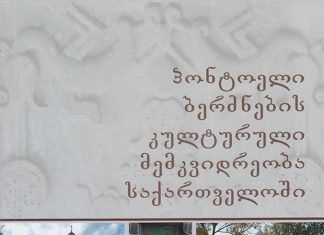 პონტოელი
ბერძნების
კულტურული
მემკვიდრეობა
საქართველოში